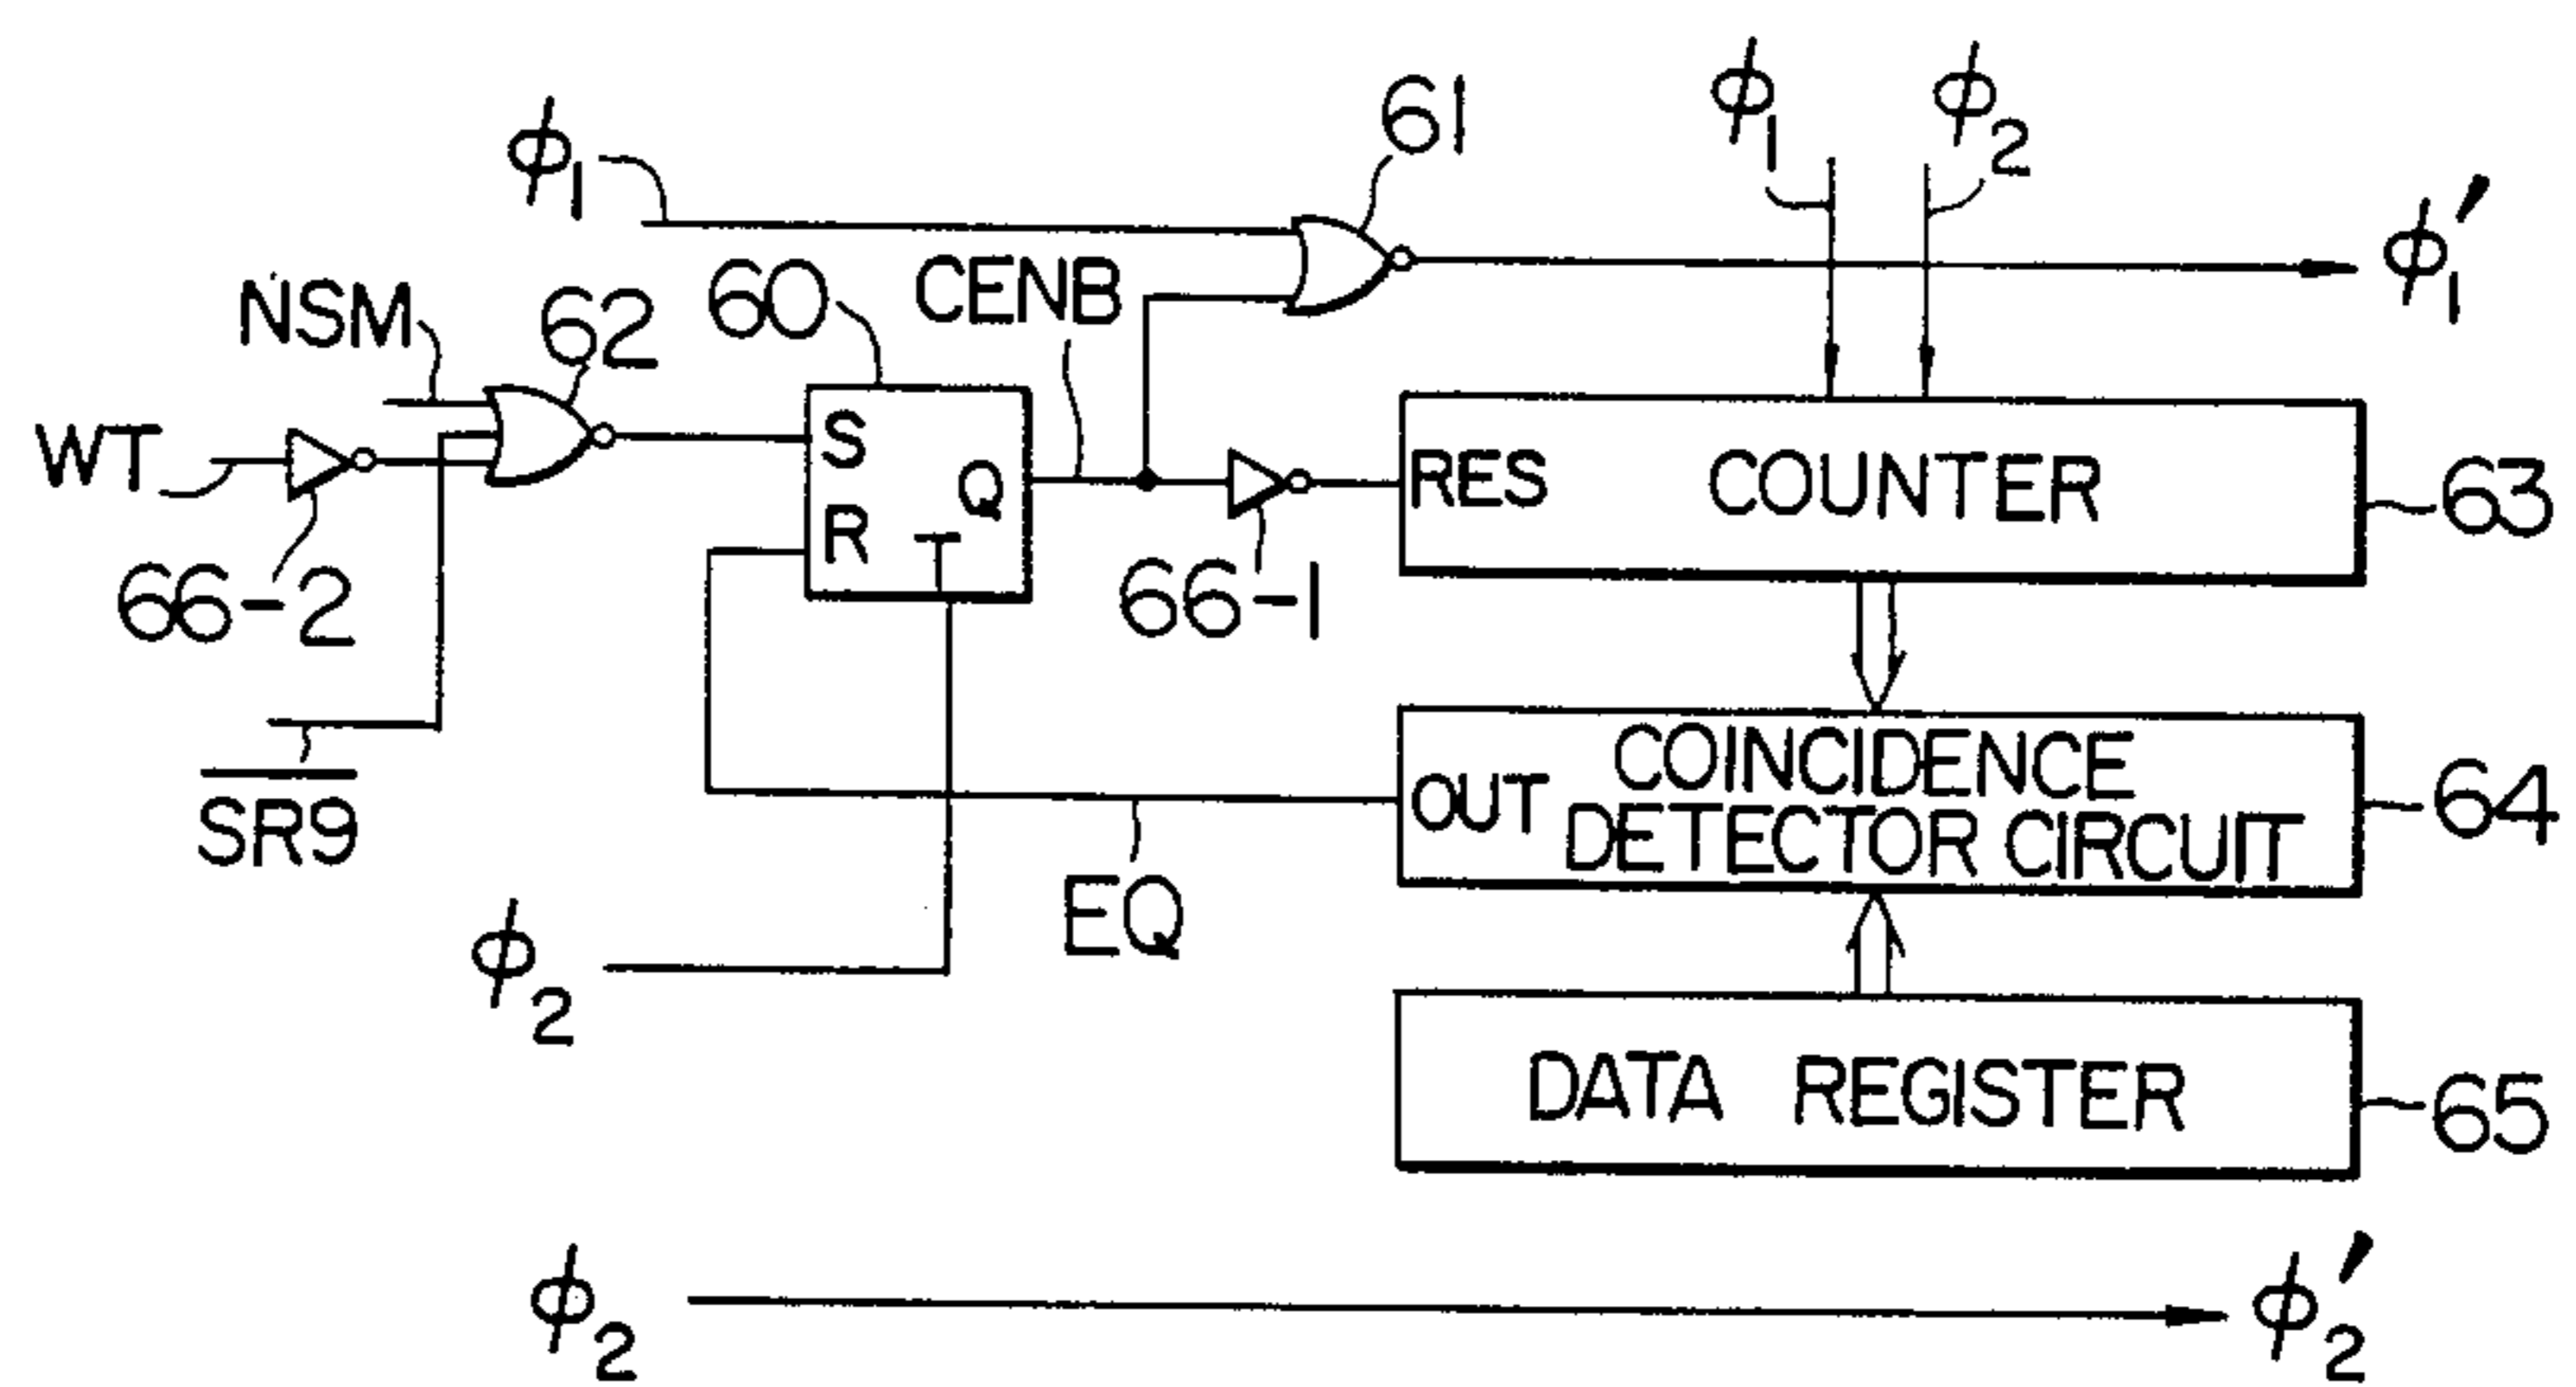 ϕ1
61
ϕ1
ϕ2
ϕ1'
NSM
62
60
CENB
WT
S
R
T
Q
66-2
66-1
RES COUNTER
63
SR9
OUT COINCIDENCE
DETECTOR CIRCUIT
64
EQ
ϕ2
DATA REGISTER
65
ϕ2
ϕ2'